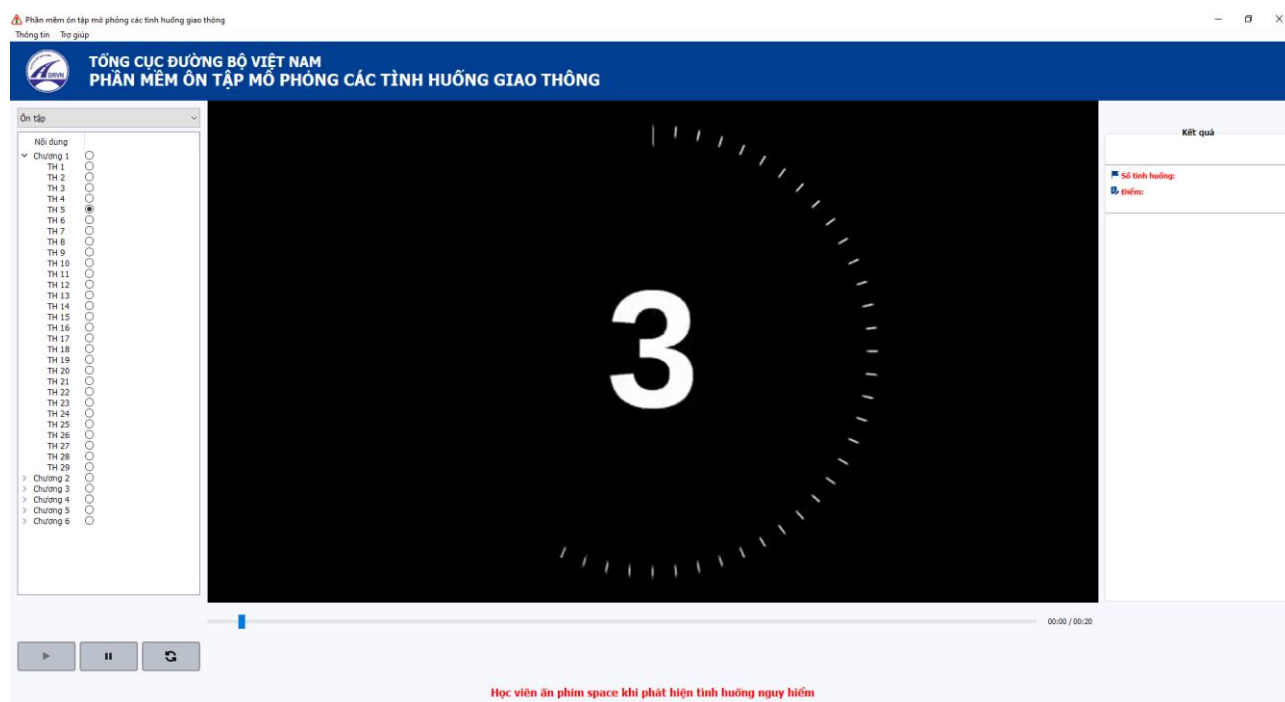 Phần mềm ôn tập mô phỏng các tình huống giao thông
Thông tin Trợ giúp
TỔNG CỤC ĐƯỜNG BỘ VIỆT NAM
PHẦN MỀM ÔN TẬP MÔ PHỎNG CÁC TÌNH HUỐNG GIAO THÔNG
DRVN
Ôn tập
Nội dung
Chương 1
TH 1
TH 2
TH 3
TH 4
TH 5
TH 6
TH 7
TH 8
TH 9
TH 10
TH 11
TH 12
TH 13
TH 14
TH 15
TH 16
TH 17
TH 18
TH 19
TH 20
TH 21
TH 22
TH 23
TH 24
TH 25
TH 26
TH 27
TH 28
TH 29
Chương 2
Chương 3
Chương 4
Chương 5
Chương 6
3
Kết quả
Số tình huống:
Điểm:
00:00 / 00:20
Học viên ấn phím space khi phát hiện tình huống nguy hiểm